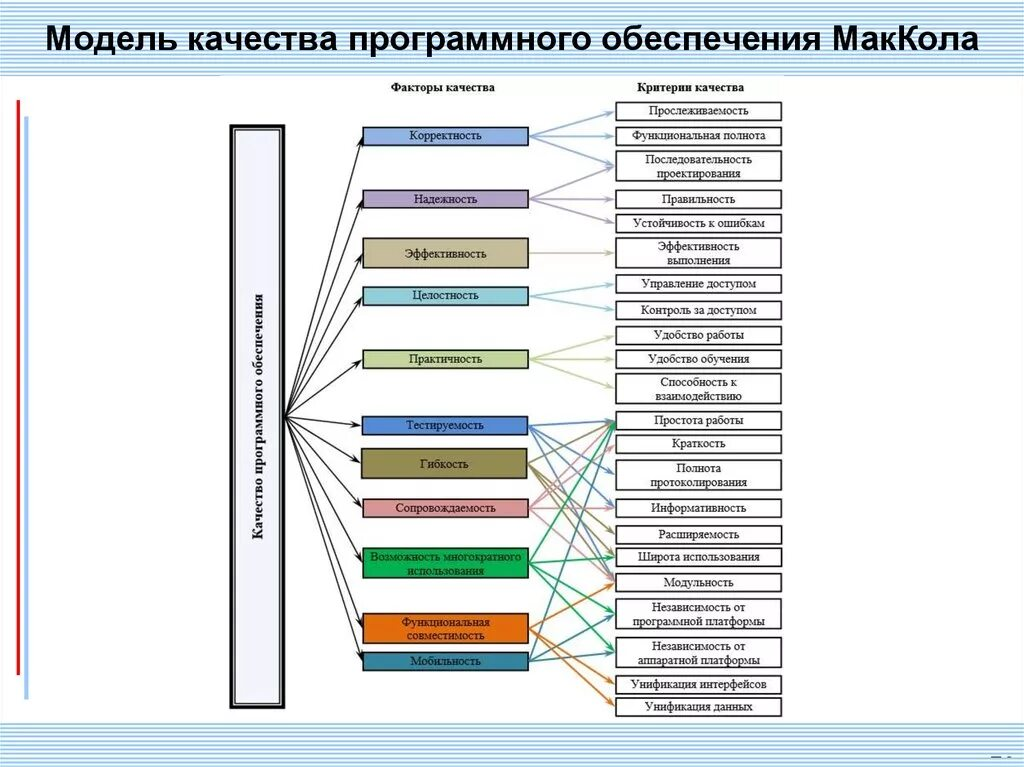 Модель качества программного обеспечения МакКола
Факторы качества
Критерии качества
Качество программного обеспечения
Корректность
Надежность
Эффективность
Целостность
Практичность
Тестируемость
Гибкость
Сопровождаемость
Возможность многократного
использования
Функциональная
совместимость
Мобильность
Прослеживаемость
Функциональная полнота
Последовательность
проектирования
Правильность
Устойчивость к ошибкам
Эффективность
выполнения
Управление доступом
Контроль за доступом
Удобство работы
Удобство обучения
Способность к
взаимодействию
Простота работы
Краткость
Полнота
протоколирования
Информативность
Расширяемость
Широта использования
Модульность
Независимость от
программной платформы
Независимость от
аппаратной платформы
Унификация интерфейсов
Унификация данных